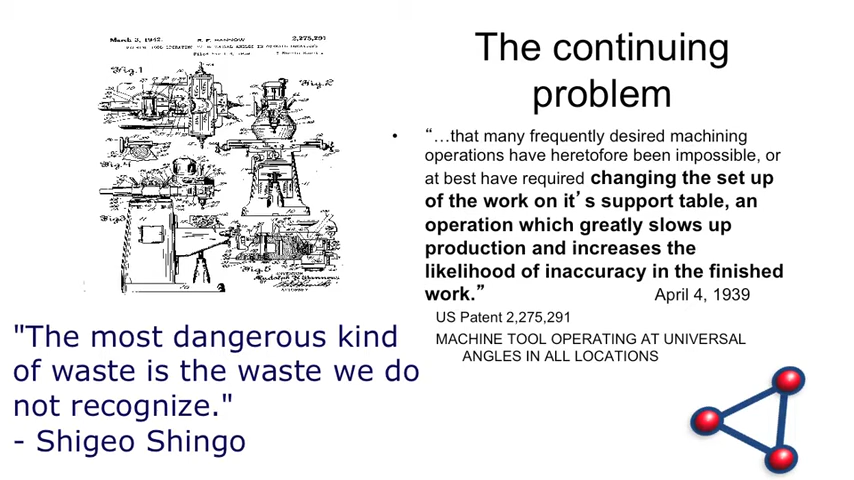 March 3, 1942.
2,275,291
Fig.1
Fig.2
Fig.4
Fig.3
Fig.5
The continuing
problem
• “…that many frequently desired machining
operations have heretofore been impossible, or
at best have required changing the set up
of the work on it’s support table, an
operation which greatly slows up
production and increases the
likelihood of inaccuracy in the finished
work.” April 4, 1939
US Patent 2,275,291
MACHINE TOOL OPERATING AT UNIVERSAL
ANGLES IN ALL LOCATIONS
"The most dangerous kind
of waste is the waste we do
not recognize."
- Shigeo Shingo